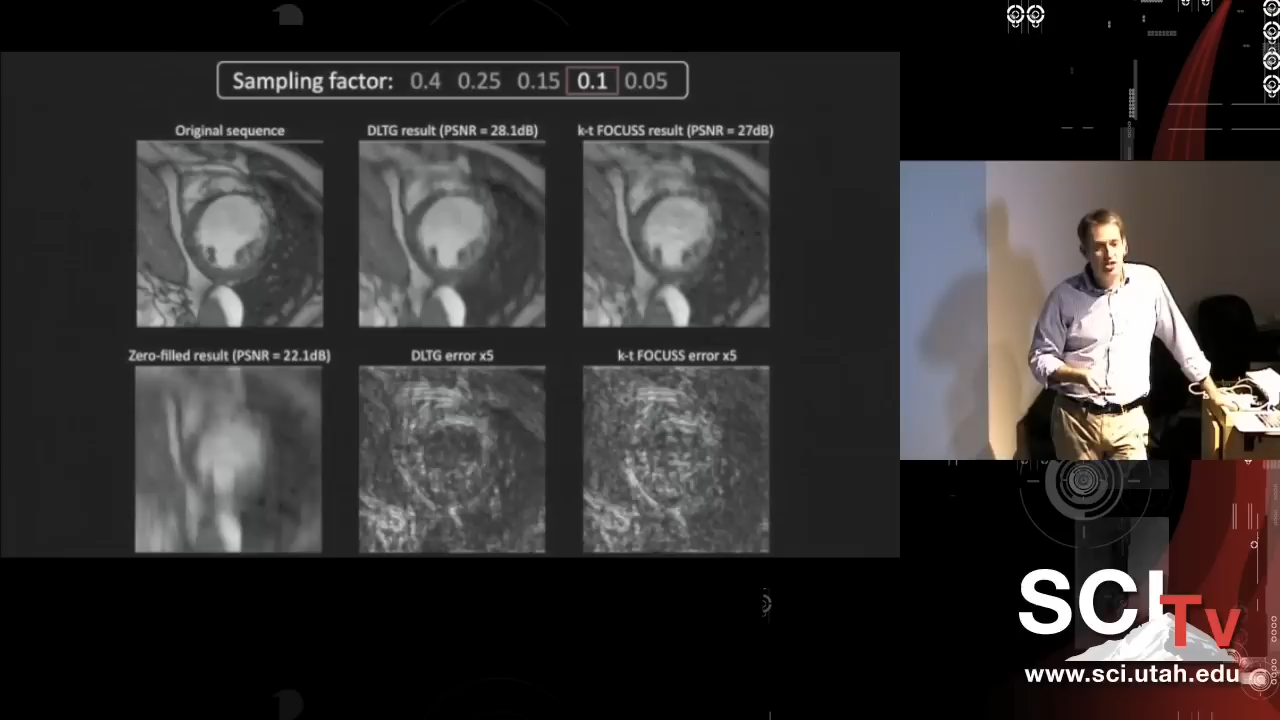 Sampling factor: 0.4 0.25 0.15 0.1 0.05
Original sequence
DLTG result (PSNR = 28.1dB)
k-t FOCUSS result (PSNR = 27dB)
Zero-filled result (PSNR = 22.1dB)
DLTG error x5
k-t FOCUSS error x5
SCI
Tv
www.sci.utah.edu